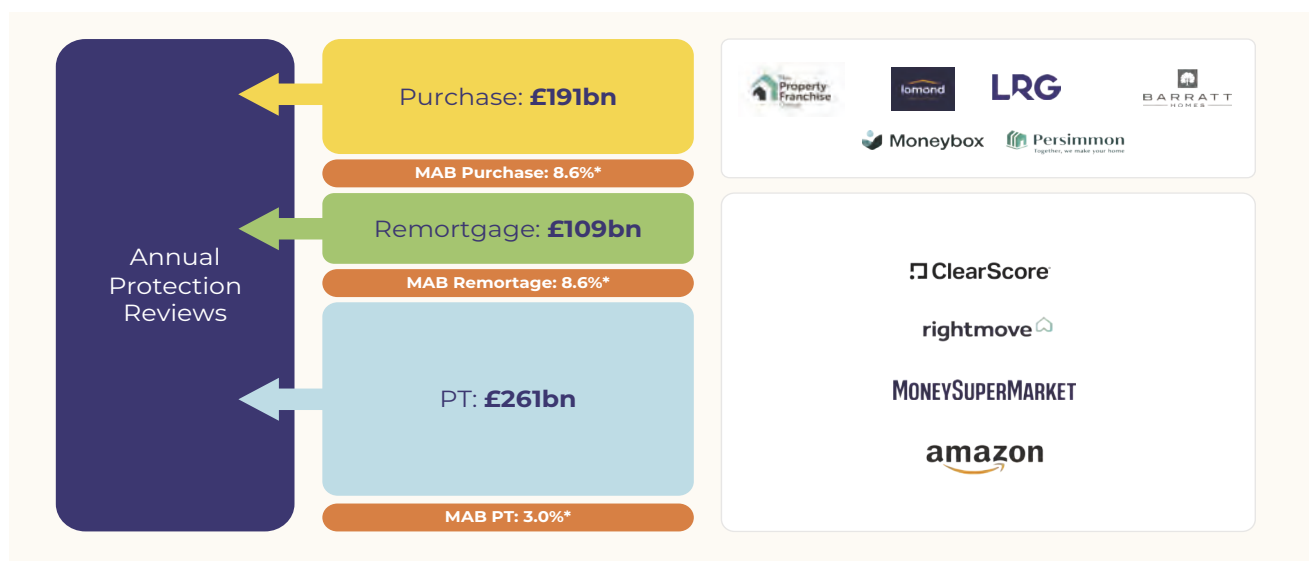 Annual
Protection
Reviews
Purchase: £191bn
MAB Purchase: 8.6%*
Remortgage: £109bn
MAB Remortage: 8.6%*
PT: £261bn
MAB PT: 3.0%*
Property
Franchise
lomond
LRG
BARRATT
HOMES
Moneybox
Persimmon
Together, we make your home
ClearScore
rightmove
MONEYSUPERMARKET
amazon